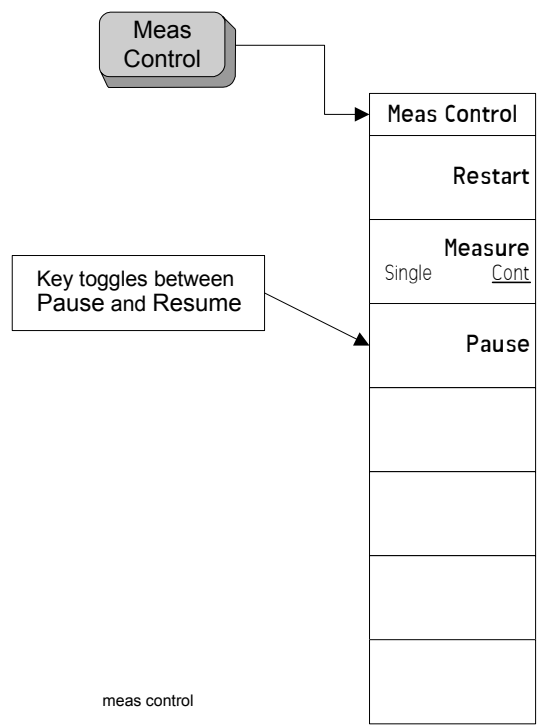 Meas
Control
Meas Control
Restart
Measure
Single Cont
Key toggles between
Pause and Resume
Pause
meas control